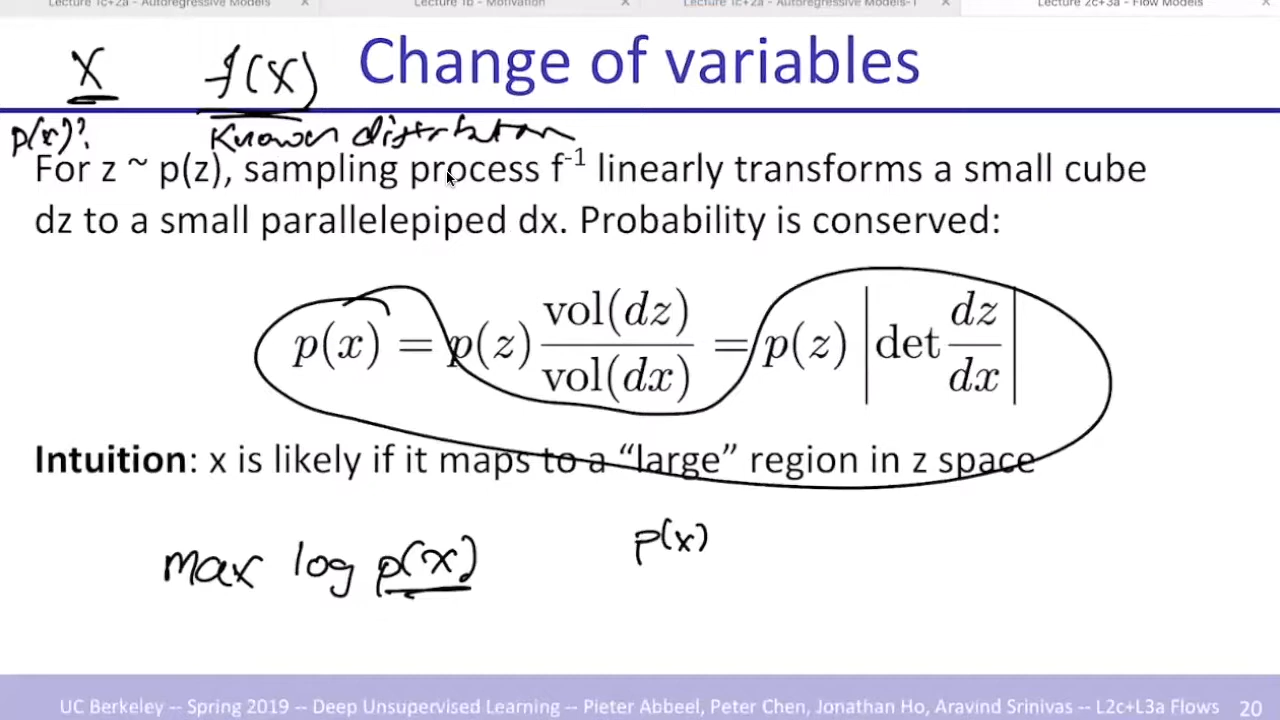 Lecture 1c+2a - Autoregressive Models × Lecture 1b - Motivation × Lecture 1c+2a - Autoregressive Models-1 × Lecture 2c+3a - Flow Models ×
x f(x) Change of variables
p(x)? Known distribution
For z ~ p(z), sampling process f⁻¹ linearly transforms a small cube
dz to a small parallelepiped dx. Probability is conserved:
p(x) = p(z) vol(dz)/vol(dx) = p(z) |det dz/dx|
Intuition: x is likely if it maps to a “large” region in z space
max log p(x) p(x)
UC Berkeley -- Spring 2019 -- Deep Unsupervised Learning -- Pieter Abbeel, Peter Chen, Jonathan Ho, Aravind Srinivas -- L2c+L3a Flows 20